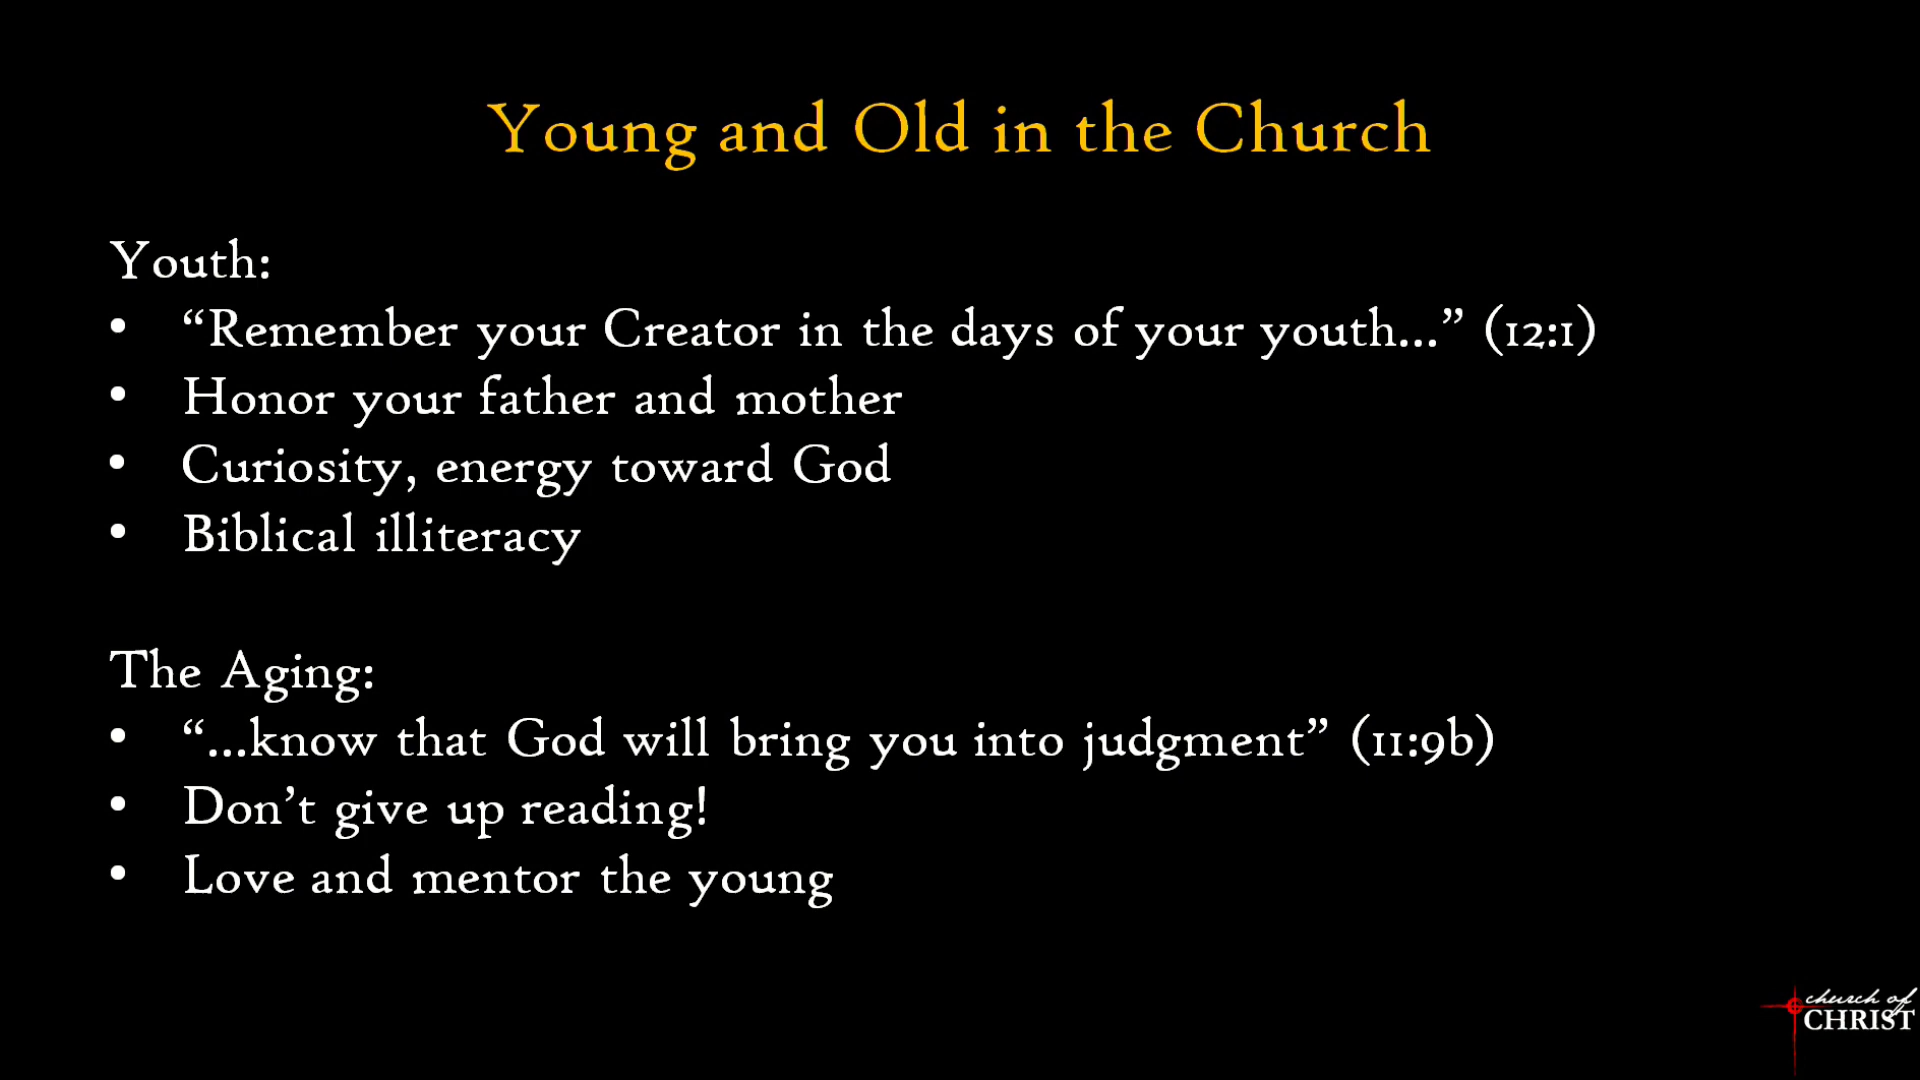 Young and Old in the Church
Youth:
• “Remember your Creator in the days of your youth…” (12:1)
• Honor your father and mother
• Curiosity, energy toward God
• Biblical illiteracy
The Aging:
• “…know that God will bring you into judgment” (11:9b)
• Don’t give up reading!
• Love and mentor the young
church of
CHRIST